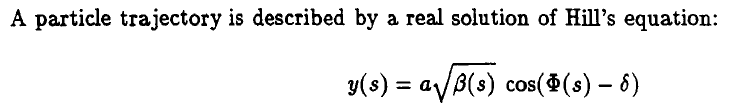 A particle trajectory is described by a real solution of Hill's equation:
y(s) = a√β(s) cos(Φ(s) − δ)